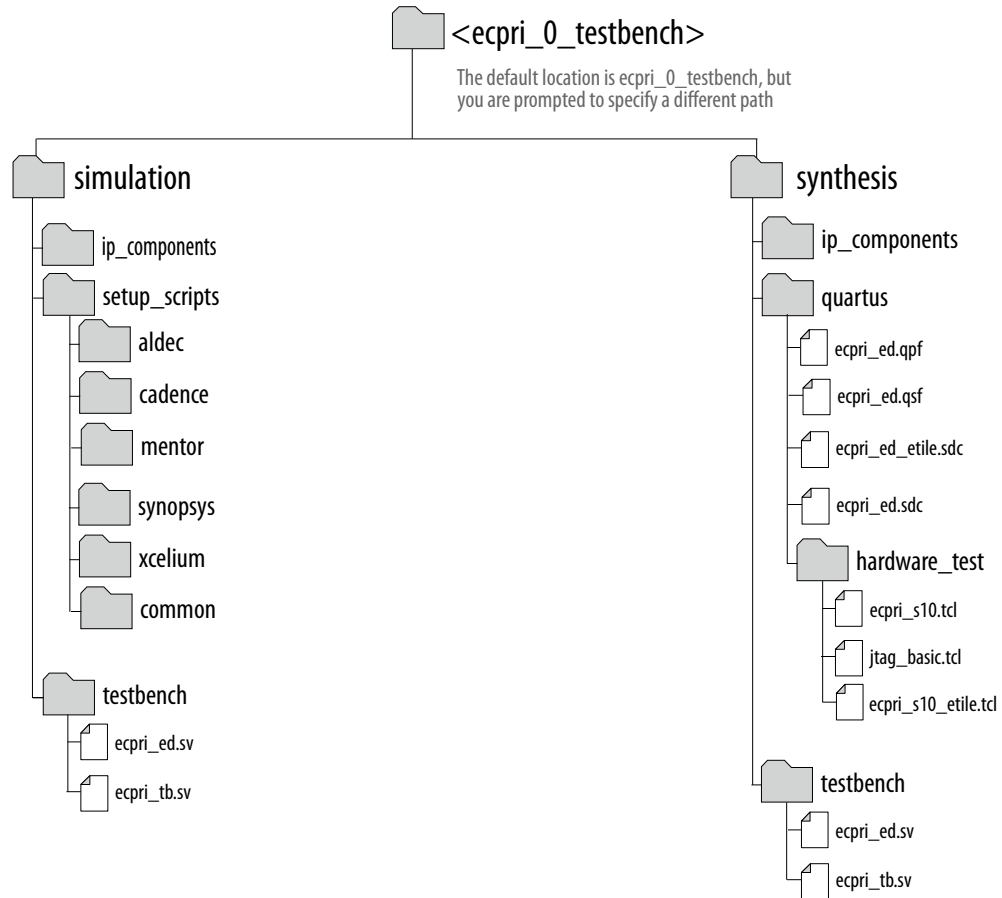 <ecpri_0_testbench>
The default location is ecpri_0_testbench, but
you are prompted to specify a different path
simulation
ip_components
setup_scripts
aldec
cadence
mentor
synopsys
xcelium
common
testbench
ecpri_ed.sv
ecpri_tb.sv
synthesis
ip_components
quartus
ecpri_ed.qpf
ecpri_ed.qsf
ecpri_ed_etile.sdc
ecpri_ed.sdc
hardware_test
ecpri_s10.tcl
jtag_basic.tcl
ecpri_s10_etile.tcl
testbench
ecpri_ed.sv
ecpri_tb.sv